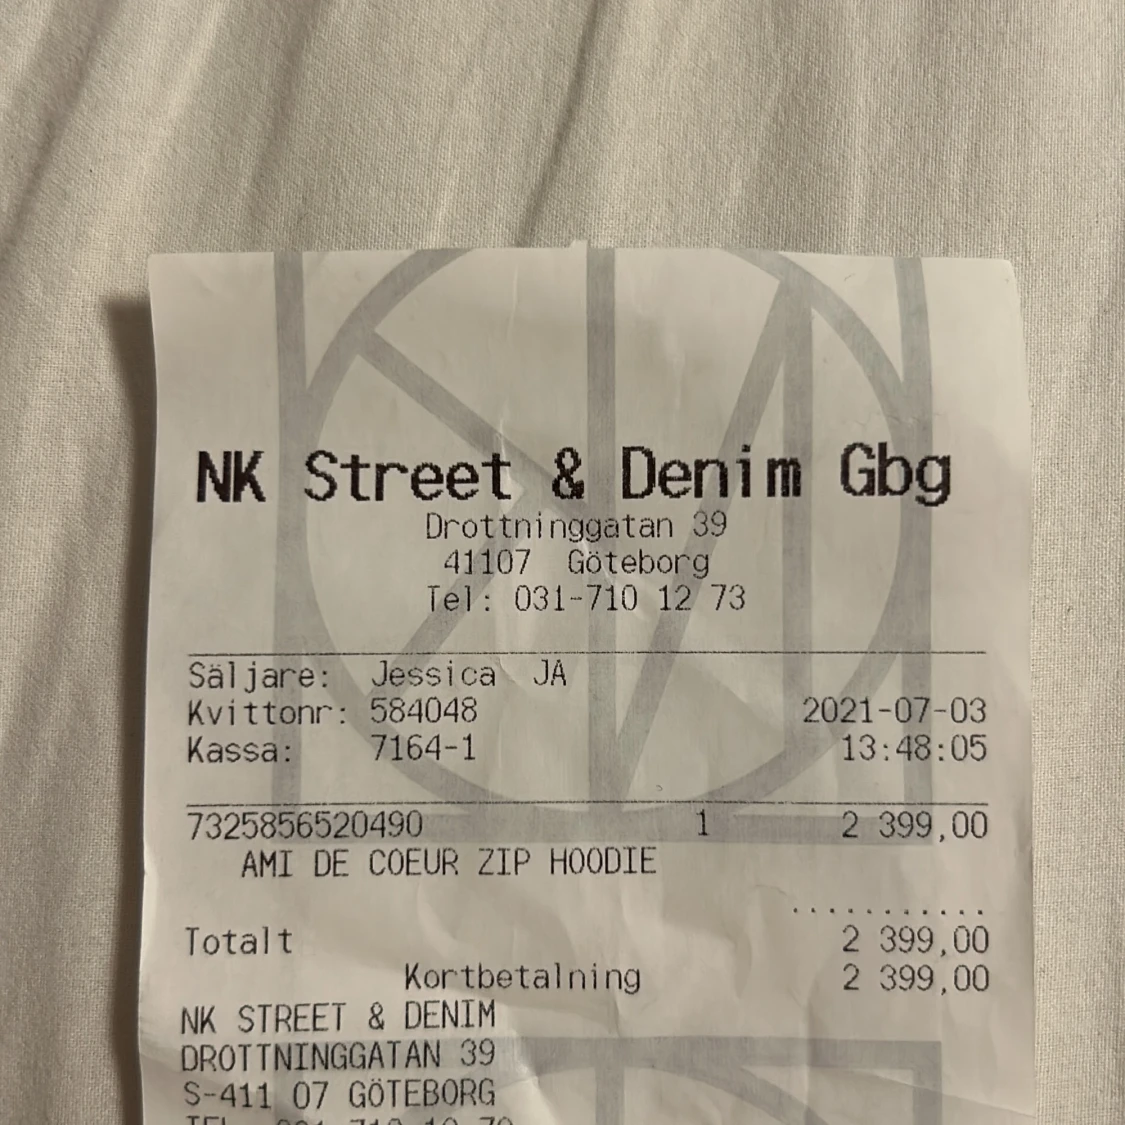 NK Street & Denim Gbg
Drottninggatan 39
41107 Göteborg
Tel: 031-710 12 73
Säljare: Jessica JA
Kvittonr: 584048 2021-07-03
Kassa: 7164-1 13:48:05
7325856520490 1 2 399,00
AMI DE COEUR ZIP HOODIE
...........
Totalt 2 399,00
Kortbetalning 2 399,00
NK STREET & DENIM
DROTTNINGGATAN 39
S-411 07 GÖTEBORG